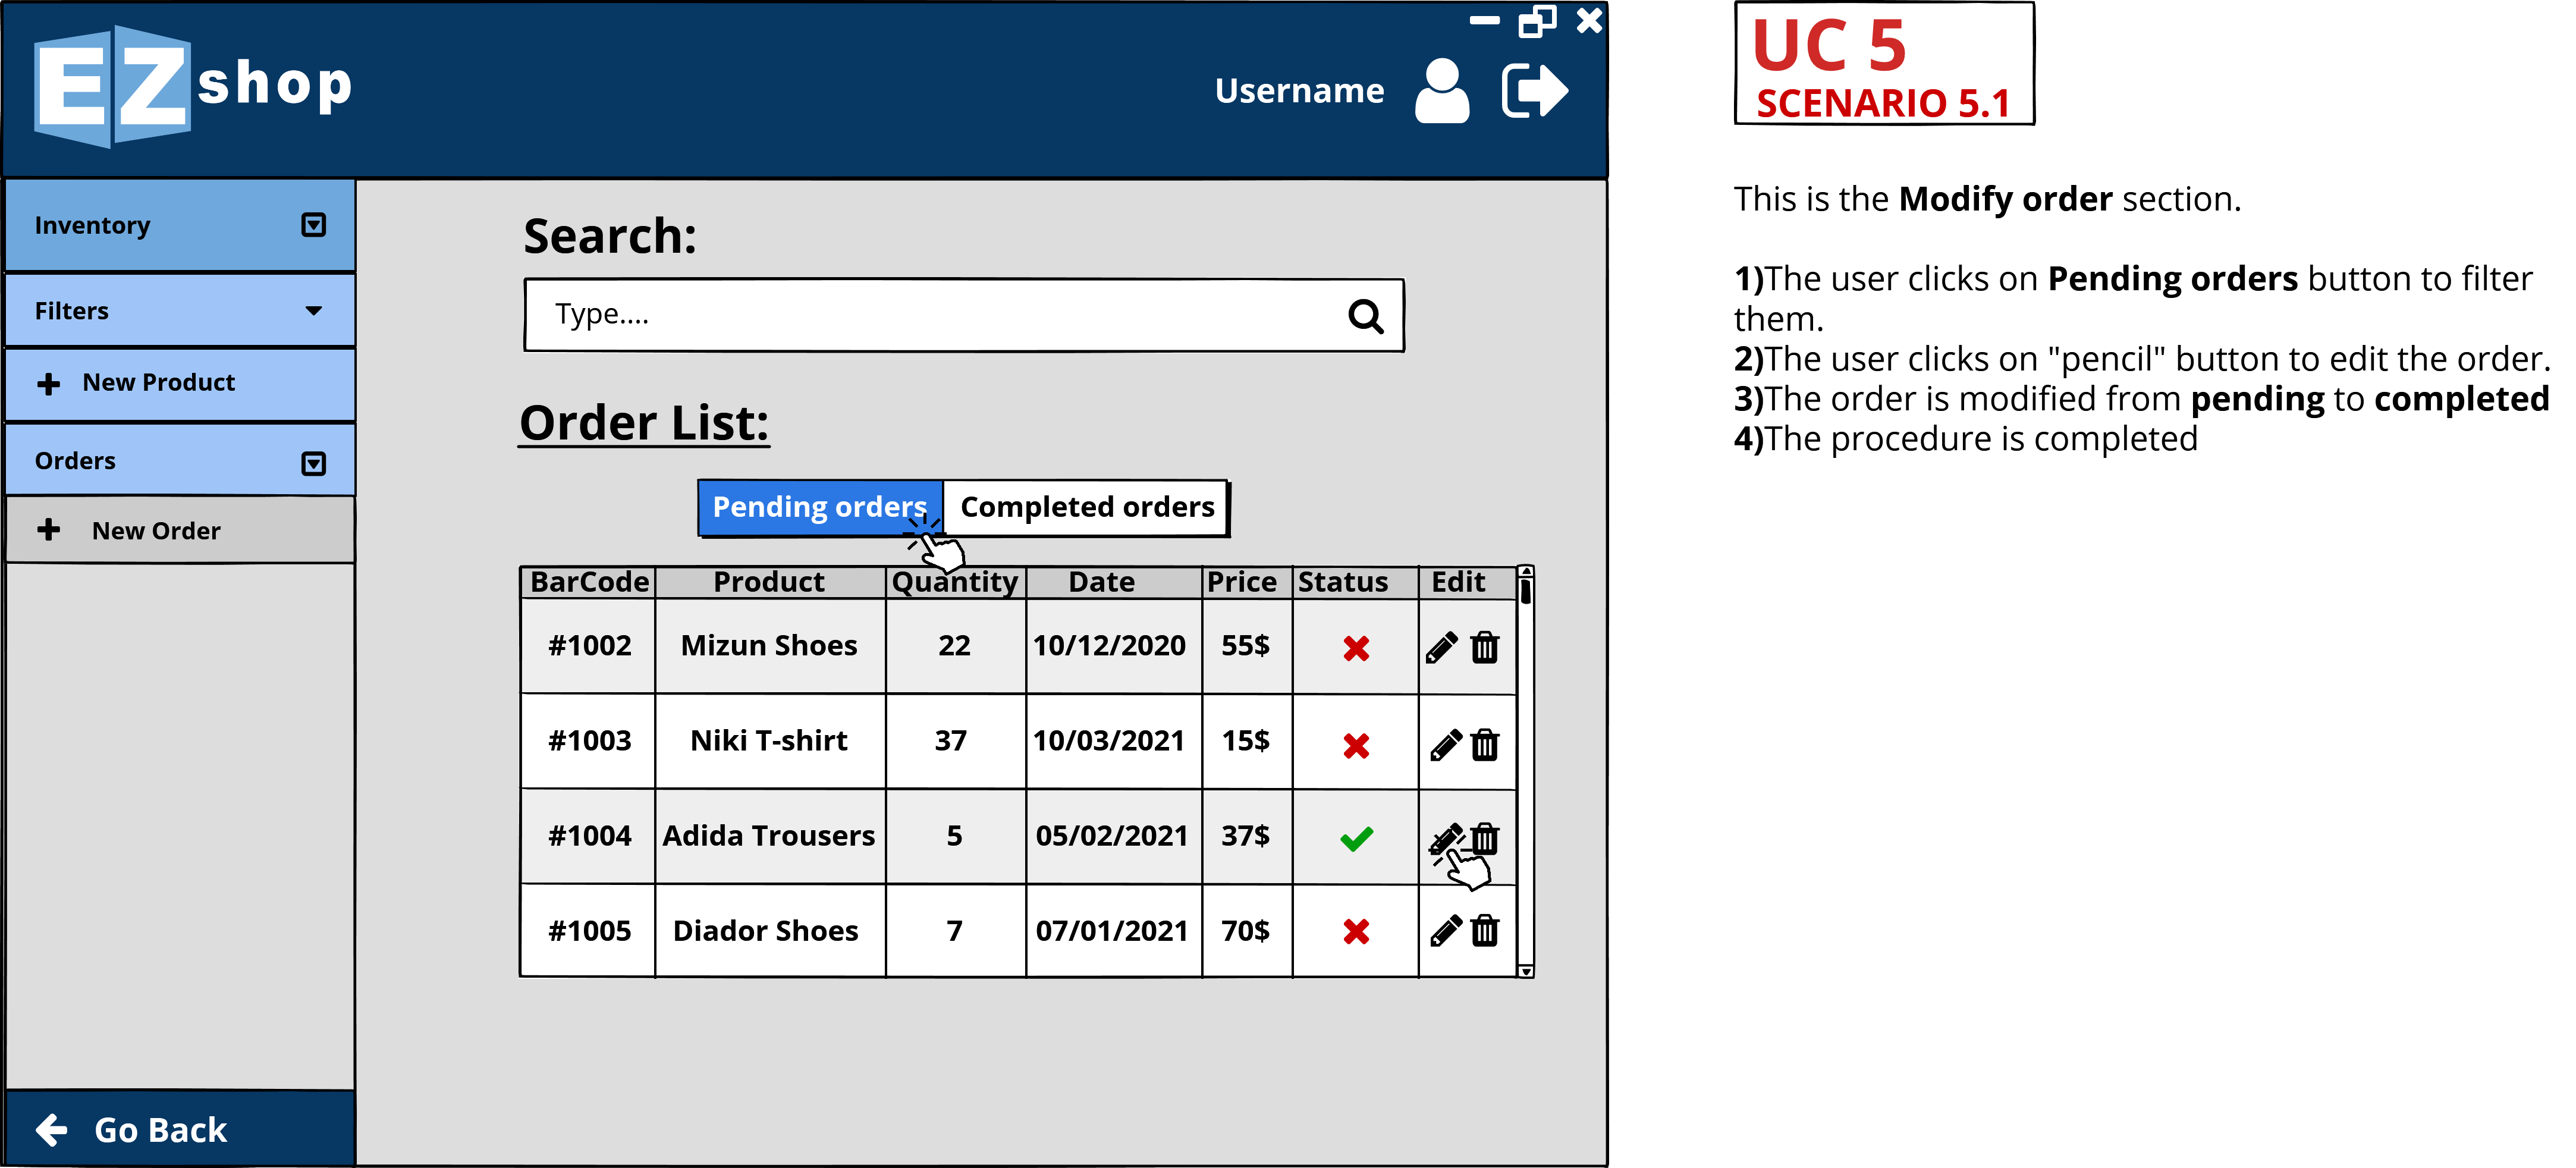 EZ shop
Username
Inventory
Filters
New Product
Orders
New Order
Go Back
Search:
Type....
Order List:
Pending orders Completed orders
BarCode Product Quantity Date Price Status Edit
#1002 Mizun Shoes 22 10/12/2020 55$
#1003 Niki T-shirt 37 10/03/2021 15$
#1004 Adida Trousers 5 05/02/2021 37$
#1005 Diador Shoes 7 07/01/2021 70$
UC 5
SCENARIO 5.1
This is the Modify order section.
1)The user clicks on Pending orders button to filter
them.
2)The user clicks on "pencil" button to edit the order.
3)The order is modified from pending to completed
4)The procedure is completed